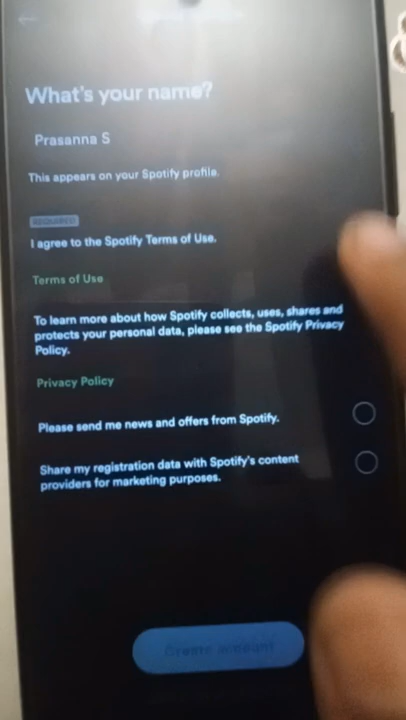 What's your name?
Prasanna S
This appears on your Spotify profile.
REQUIRED
I agree to the Spotify Terms of Use.
Terms of Use
To learn more about how Spotify collects, uses, shares and
protects your personal data, please see the Spotify Privacy
Policy.
Privacy Policy
Please send me news and offers from Spotify.
Share my registration data with Spotify's content
providers for marketing purposes.
Create account